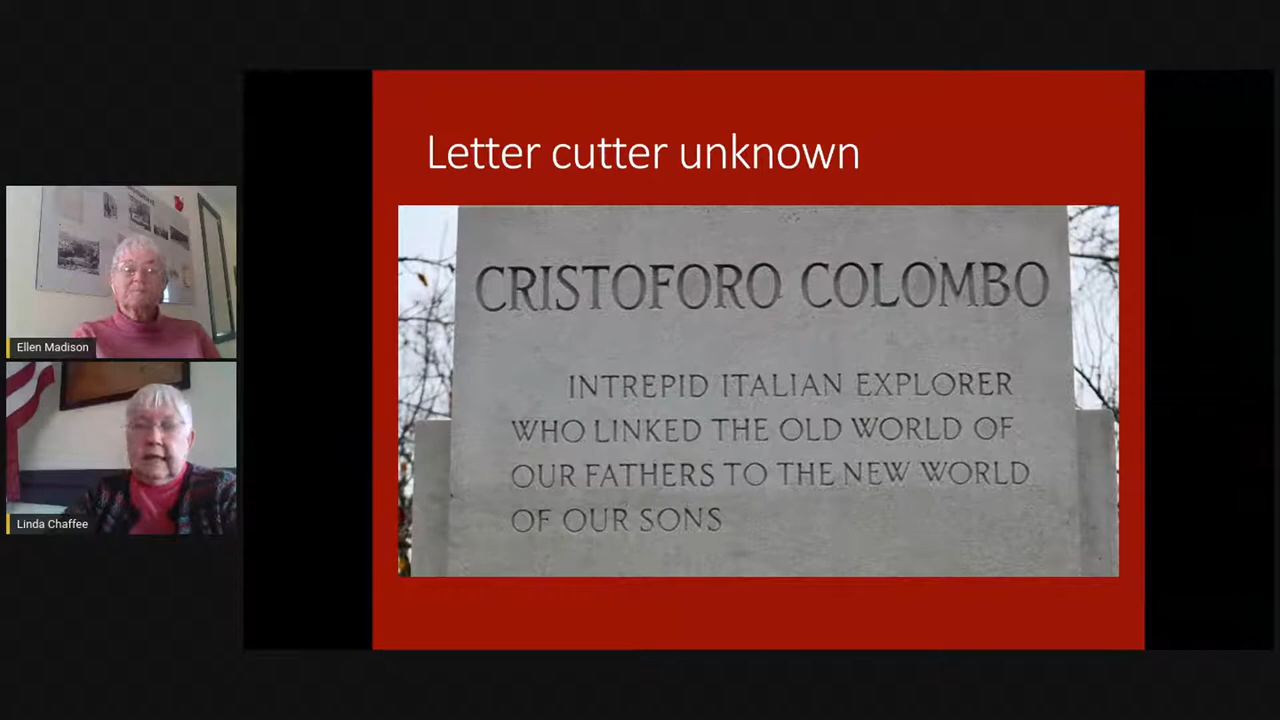 Letter cutter unknown
CRISTOFORO COLOMBO
INTREPID ITALIAN EXPLORER
WHO LINKED THE OLD WORLD OF
OUR FATHERS TO THE NEW WORLD
OF OUR SONS
Ellen Madison
Linda Chaffee